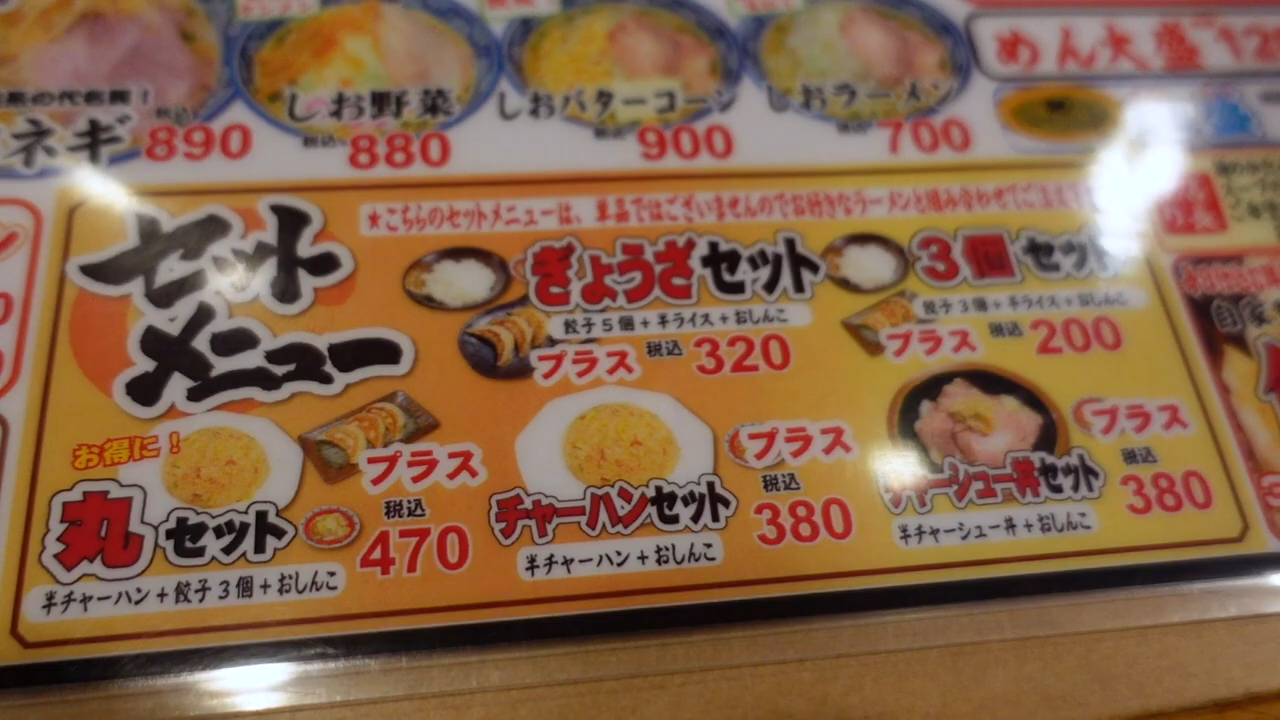 ネギ
税込
890
しお野菜
税込
880
しおバターコーン
税込
900
しおラーメン
税込
700
めん大盛
セットメニュー
★こちらのセットメニューは、単品ではございませんのでお好きなラーメンと組み合わせてご注文
ぎょうざセット
餃子5個+半ライス+おしんこ
プラス 税込 320
3個セット
餃子3個+半ライス+おしんこ
プラス 税込 200
お得に!
丸セット
半チャーハン+餃子3個+おしんこ
プラス
税込
470
チャーハンセット
半チャーハン+おしんこ
プラス
税込
380
チャーシュー丼セット
半チャーシュー丼+おしんこ
プラス
税込
380
自家